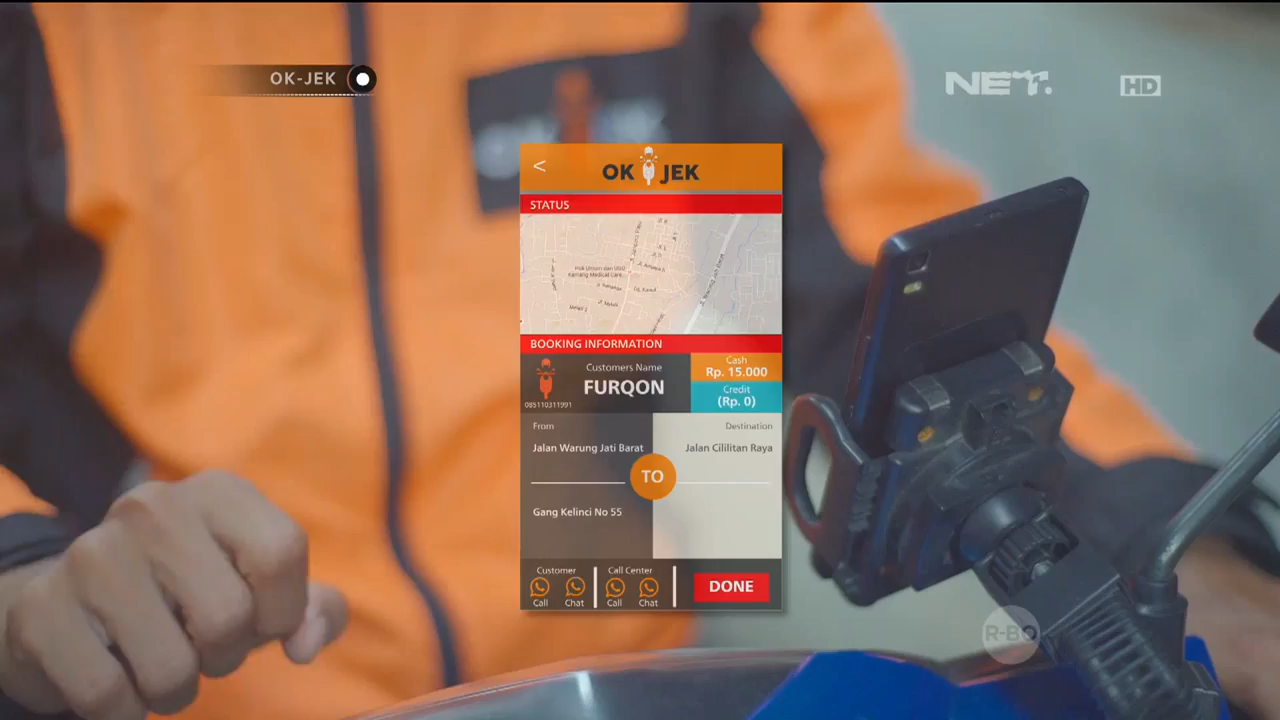 OK-JEK
NET.
HD
<
OK JEK
STATUS
BOOKING INFORMATION
Customers Name
FURQON
085110311991
Cash
Rp. 15.000
Credit
(Rp. 0)
From
Jalan Warung Jati Barat
Destination
Jalan Cililitan Raya
TO
Gang Kelinci No 55
Customer
Call
Chat
Call Center
Call
Chat
DONE
R-BO